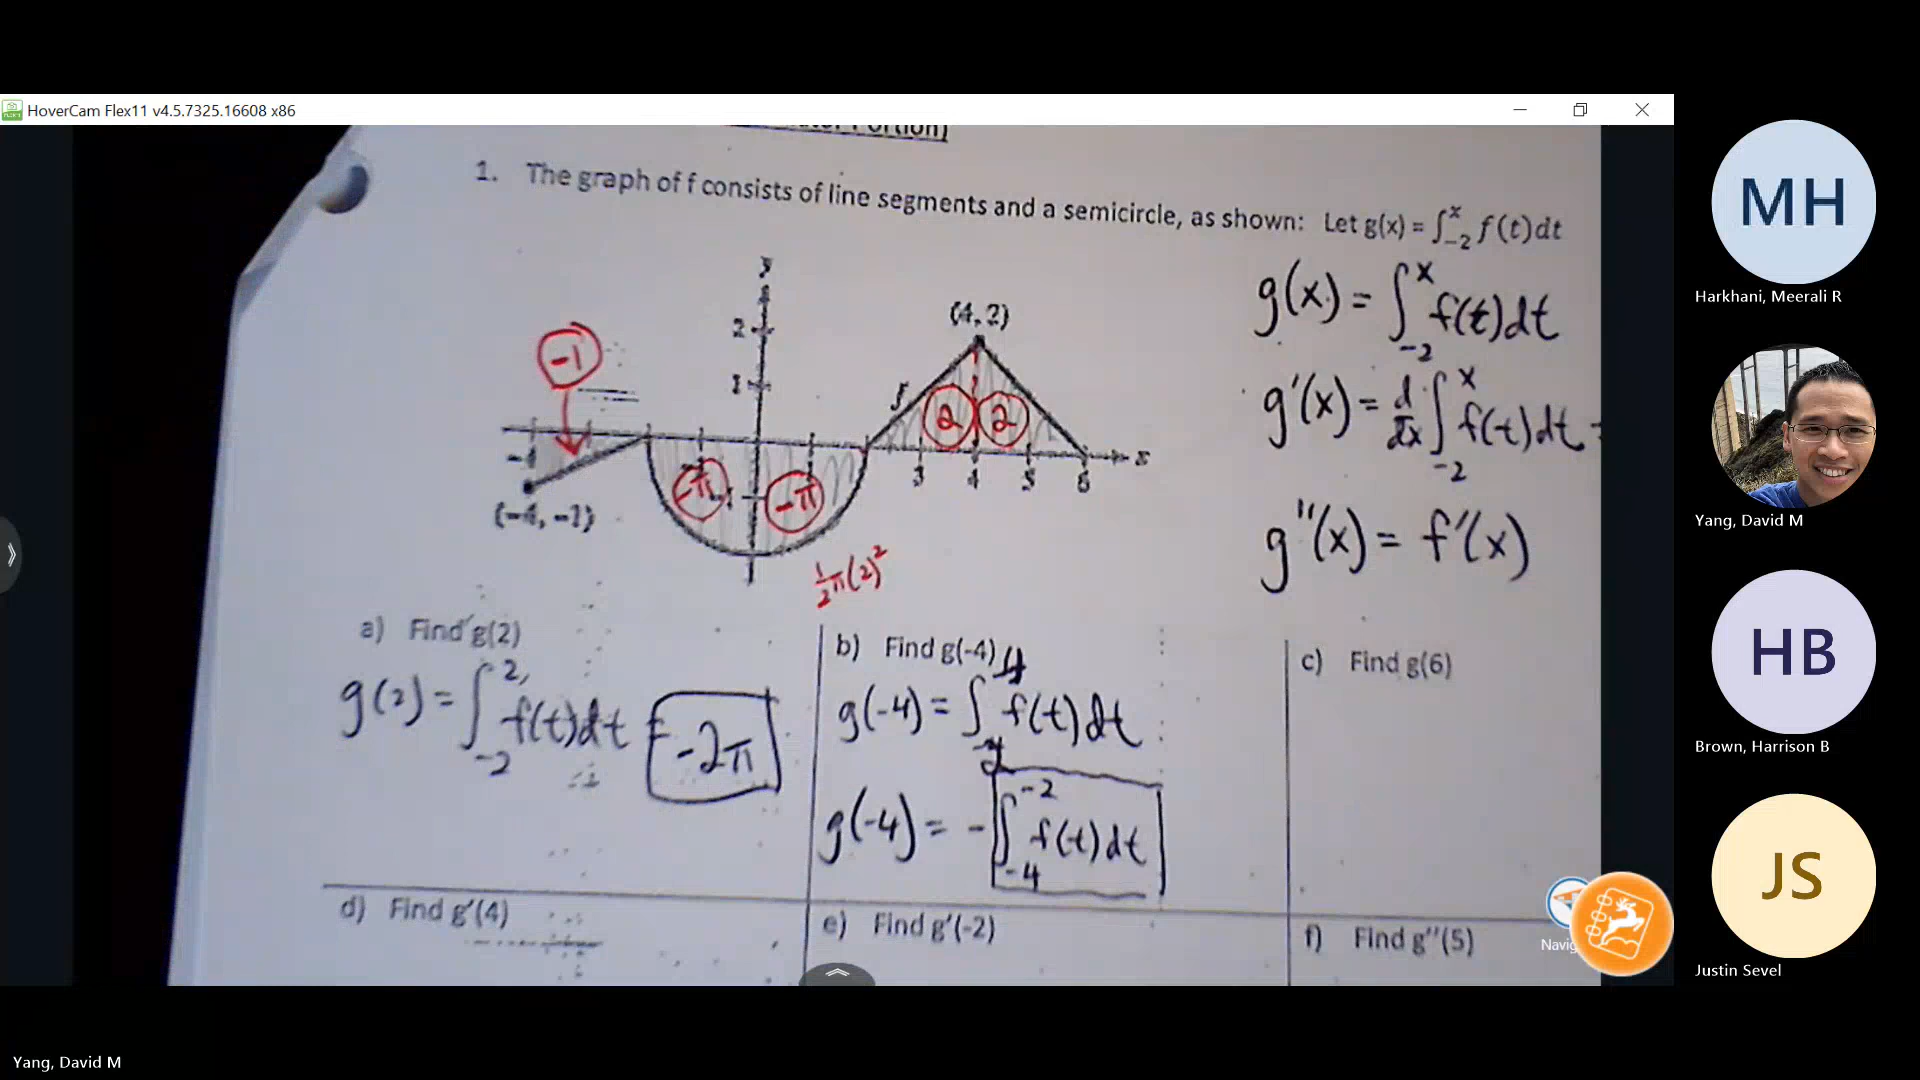 HoverCam Flex11 v4.5.7325.16608 x86
1. The graph of f consists of line segments and a semicircle, as shown: Let g(x) = ∫_{-2}^{x} f(t)dt
y
(4, 2)
2
1
-1
f
2 2
-4
3 4 5 6 x
(-4, -1)
-π -1 -π
½π(2)²
g(x) = ∫_{-2}^{x} f(t)dt
g'(x) = d/dx ∫_{-2}^{x} f(t)dt
g''(x) = f'(x)
a) Find g(2)
g(2) = ∫_{-2}^{2} f(t)dt = -2π
b) Find g(-4)
g(-4) = ∫_{-2}^{-4} f(t)dt
g(-4) = -∫_{-4}^{-2} f(t)dt
c) Find g(6)
d) Find g'(4)
e) Find g'(-2)
f) Find g''(5)
MH
Harkhani, Meerali R
Yang, David M
HB
Brown, Harrison B
JS
Justin Sevel
Yang, David M